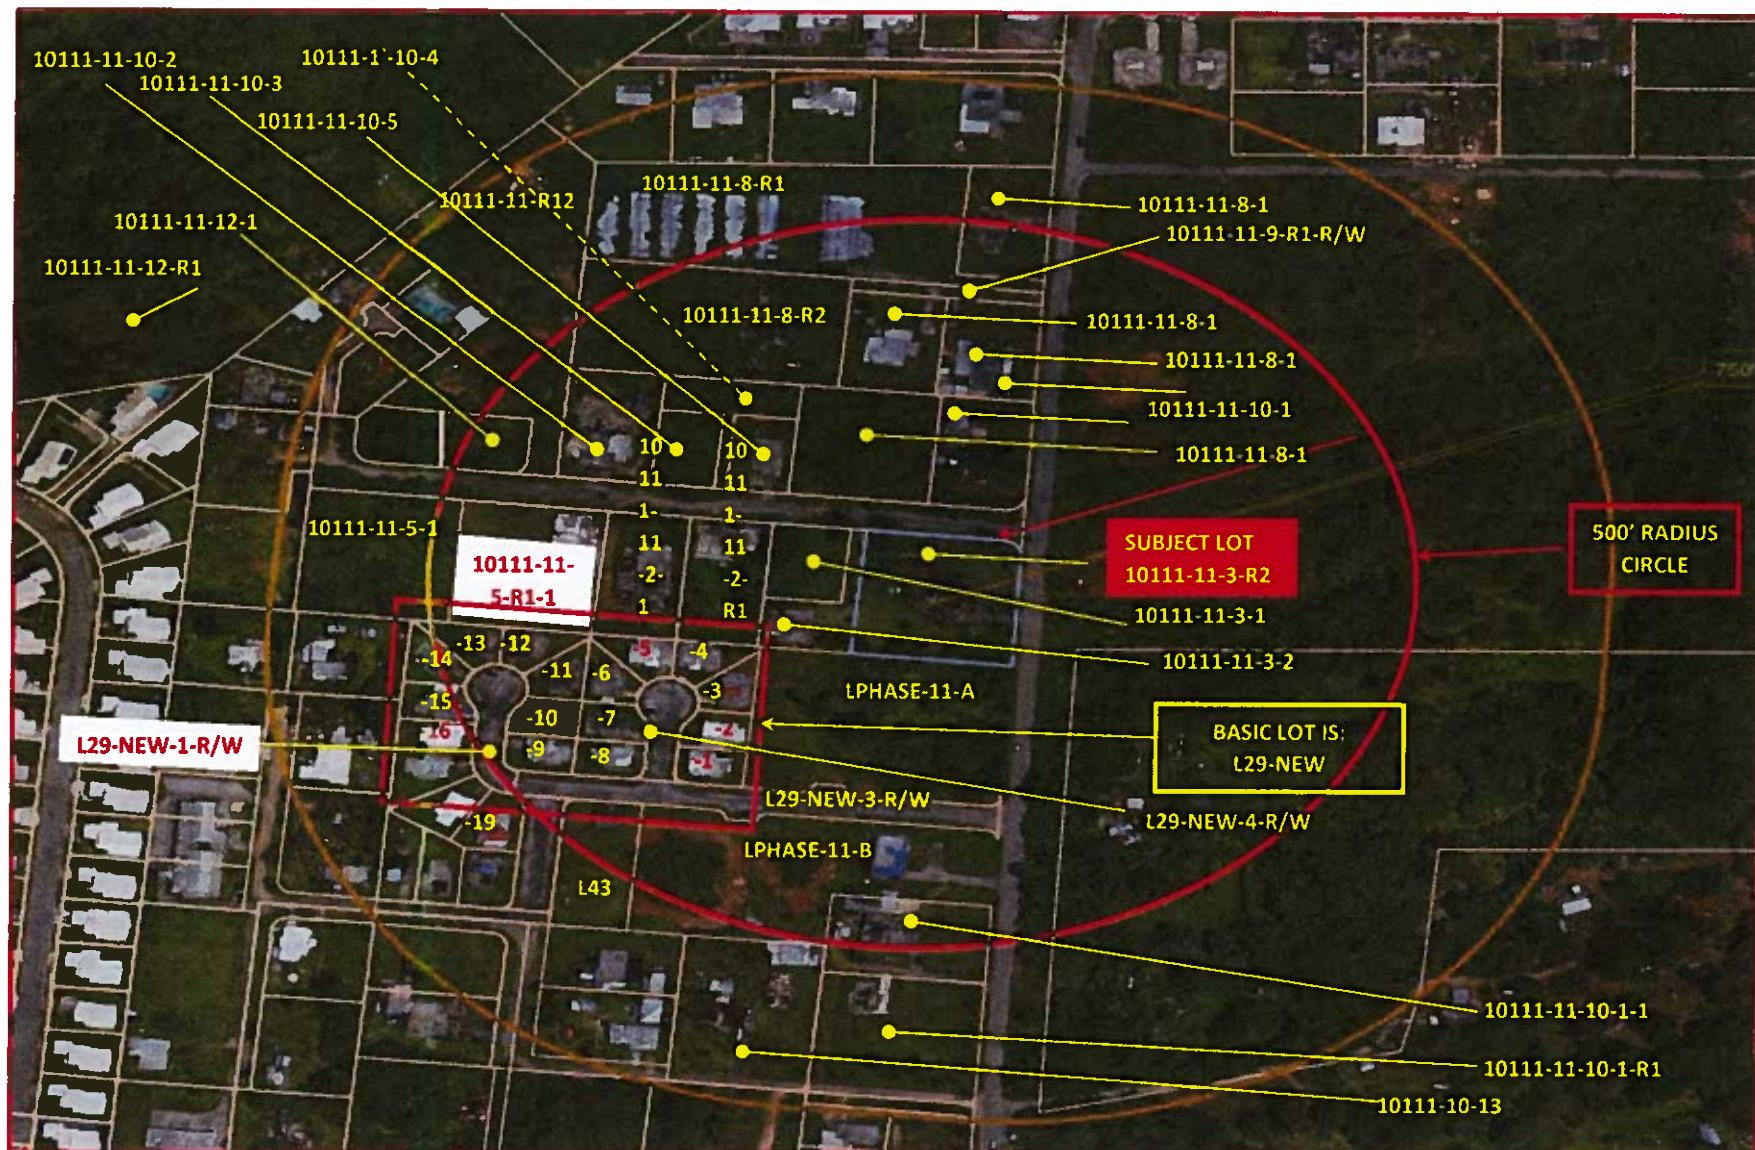 10111-11-10-2
10111-1'-10-4
10111-11-10-3
10111-11-10-5
10111-11-R12
10111-11-8-R1
10111-11-8-1
10111-11-12-1
10111-11-9-R1-R/W
10111-11-12-R1
10111-11-8-R2
10111-11-8-1
10111-11-8-1
750'
10111-11-10-1
10111-11-8-1
10
11
1-
11
-2-
1
10
11
1-
11
-2-
R1
10111-11-5-1
10111-11-
5-R1-1
SUBJECT LOT
10111-11-3-R2
500' RADIUS
CIRCLE
10111-11-3-1
10111-11-3-2
-13
-12
-14
-11
-6
-5
-4
-3
-15
-10
-7
-2
-16
-9
-8
-1
LPHASE-11-A
L29-NEW-1-R/W
BASIC LOT IS:
L29-NEW
L29-NEW-3-R/W
L29-NEW-4-R/W
-19
LPHASE-11-B
L43
10111-11-10-1-1
10111-11-10-1-R1
10111-10-13